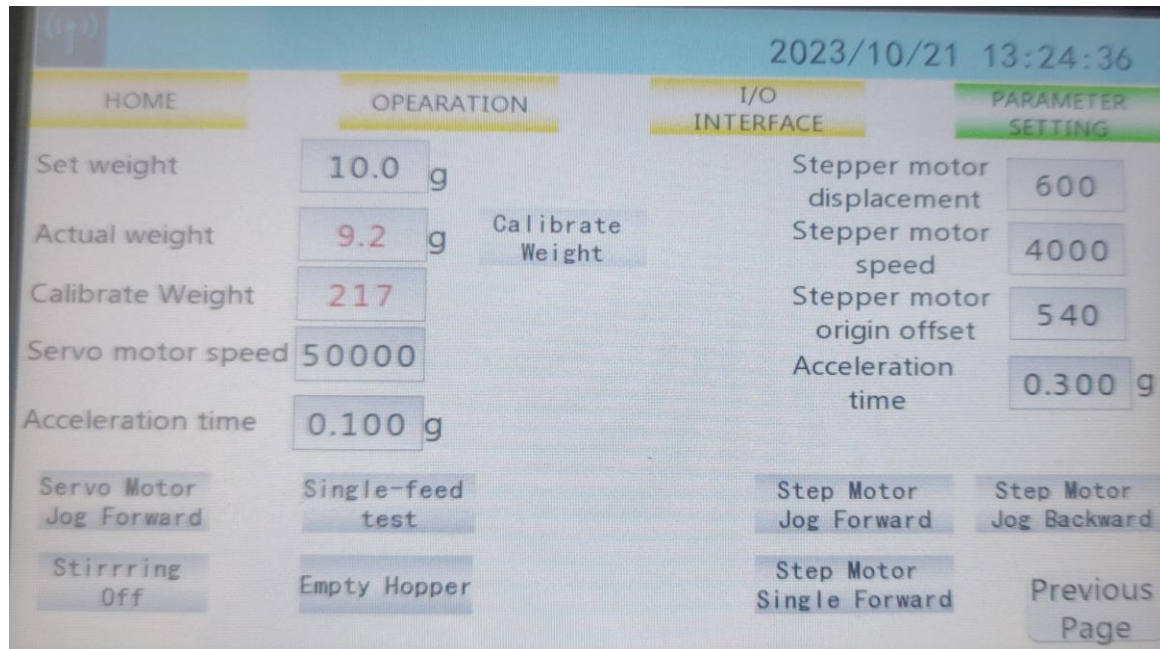 2023/10/21 13:24:36
HOME
OPEARATION
I/O
INTERFACE
PARAMETER
SETTING
Set weight 10.0 g
Actual weight 9.2 g
Calibrate
Weight
Calibrate Weight 217
Servo motor speed 50000
Acceleration time 0.100 g
Stepper motor
displacement 600
Stepper motor
speed 4000
Stepper motor
origin offset 540
Acceleration
time 0.300 g
Servo Motor
Jog Forward
Single-feed
test
Step Motor
Jog Forward
Step Motor
Jog Backward
Stirrring
Off
Empty Hopper
Step Motor
Single Forward
Previous
Page